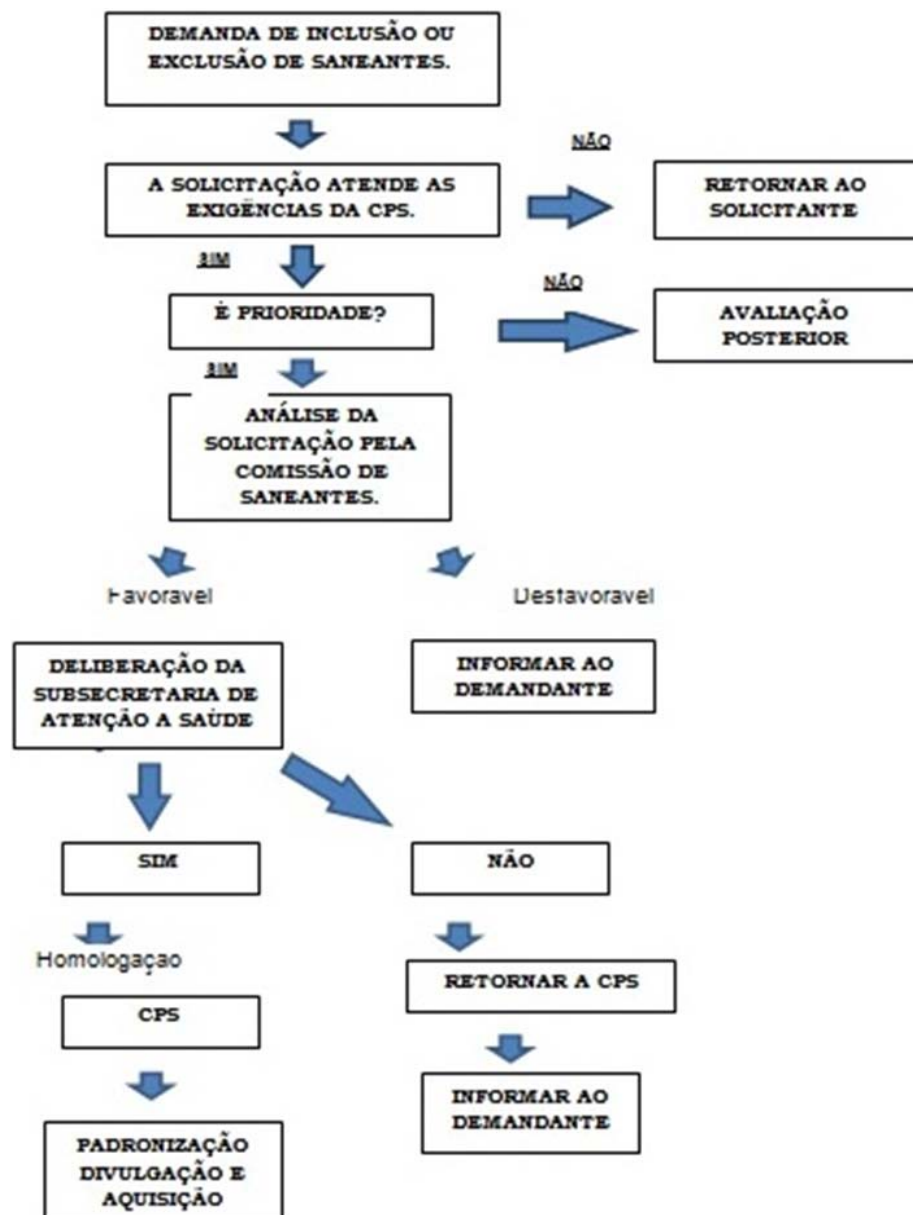 DEMANDA DE INCLUSÃO OU
EXCLUSÃO DE SANEANTES.
NÃO
A SOLICITAÇÃO ATENDE AS
EXIGÊNCIAS DA CPS.
RETORNAR AO
SOLICITANTE
SIM
NÃO
É PRIORIDADE?
AVALIAÇÃO
POSTERIOR
SIM
ANÁLISE DA
SOLICITAÇÃO PELA
COMISSÃO DE
SANEANTES.
Favoravel
Desfavoravel
DELIBERAÇÃO DA
SUBSECRETARIA DE
ATENÇÃO A SAÚDE
INFORMAR AO
DEMANDANTE
SIM
NÃO
Homologaçao
RETORNAR A CPS
CPS
INFORMAR AO
DEMANDANTE
PADRONIZAÇÃO
DIVULGAÇÃO E
AQUISIÇÃO